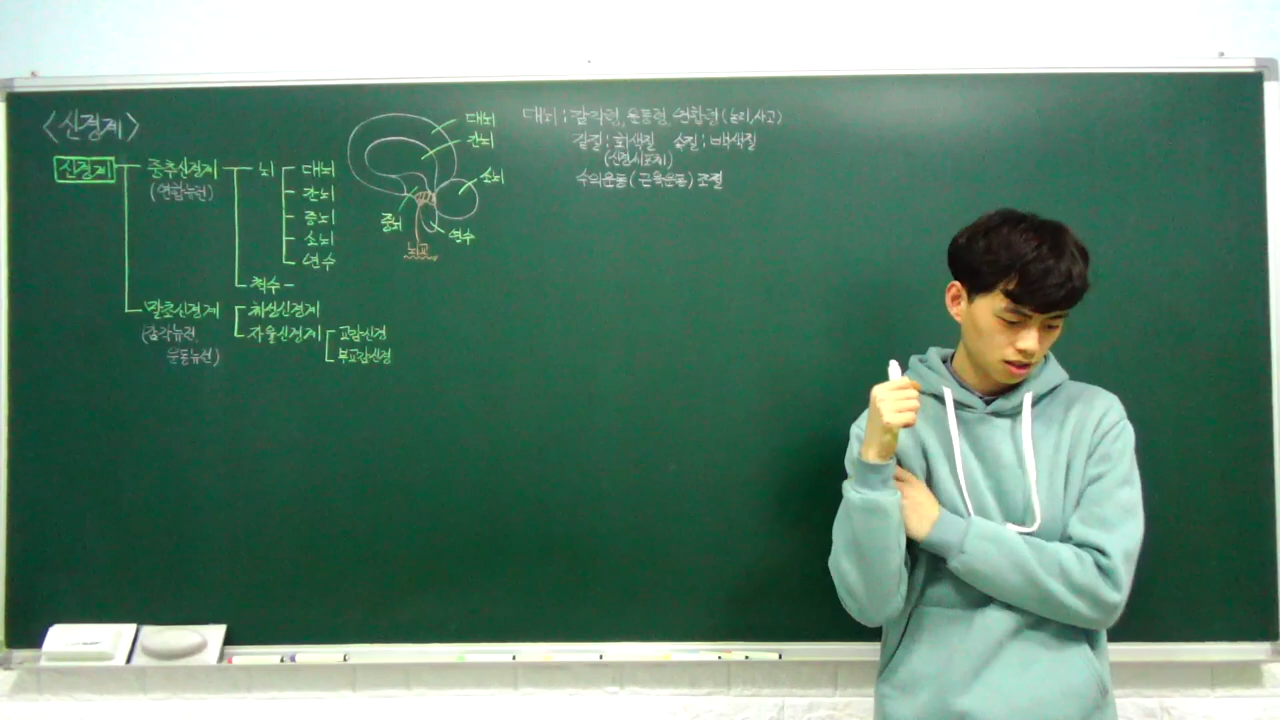 <신경계>
신경계 중추신경계 뇌 대뇌
(연합뉴런) 간뇌
중뇌
소뇌
연수
척수
말초신경계 체성신경계
(감각뉴런, 자율신경계 교감신경
운동뉴런) 부교감신경
대뇌
간뇌
소뇌
중뇌
연수
뇌교
대뇌 : 감각령, 운동령, 연합령 (논리,사고)
겉질 : 회색질 속질 : 백색질
(신경세포체)
수의운동 (근육운동) 조절